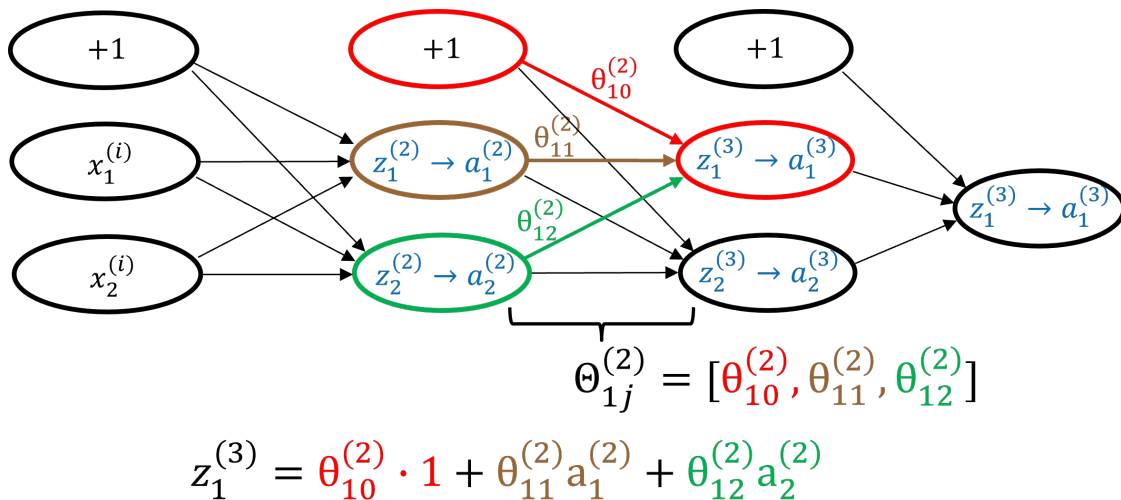 +1 +1 +1
θ₁₀⁽²⁾
θ₁₁⁽²⁾
x₁⁽ⁱ⁾ z₁⁽²⁾ → a₁⁽²⁾ z₁⁽³⁾ → a₁⁽³⁾
z₁⁽³⁾ → a₁⁽³⁾
θ₁₂⁽²⁾
x₂⁽ⁱ⁾ z₂⁽²⁾ → a₂⁽²⁾ z₂⁽³⁾ → a₂⁽³⁾
Θ₁ⱼ⁽²⁾ = [θ₁₀⁽²⁾, θ₁₁⁽²⁾, θ₁₂⁽²⁾]
z₁⁽³⁾ = θ₁₀⁽²⁾ · 1 + θ₁₁⁽²⁾a₁⁽²⁾ + θ₁₂⁽²⁾a₂⁽²⁾